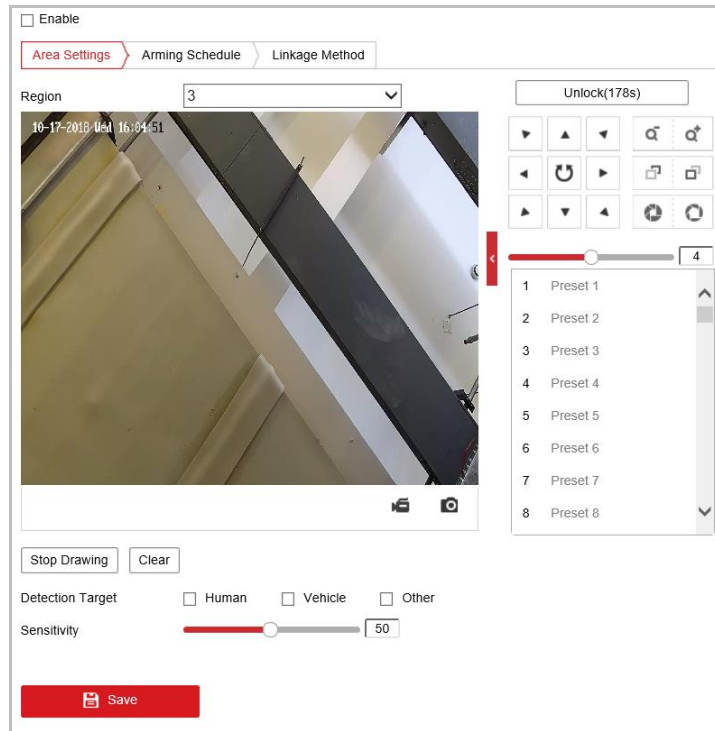 Enable
Area Settings Arming Schedule Linkage Method
Region 3
Unlock(178s)
10-17-2018 Wed 16:04:51
4
1 Preset 1
2 Preset 2
3 Preset 3
4 Preset 4
5 Preset 5
6 Preset 6
7 Preset 7
8 Preset 8
Stop Drawing Clear
Detection Target Human Vehicle Other
Sensitivity 50
Save